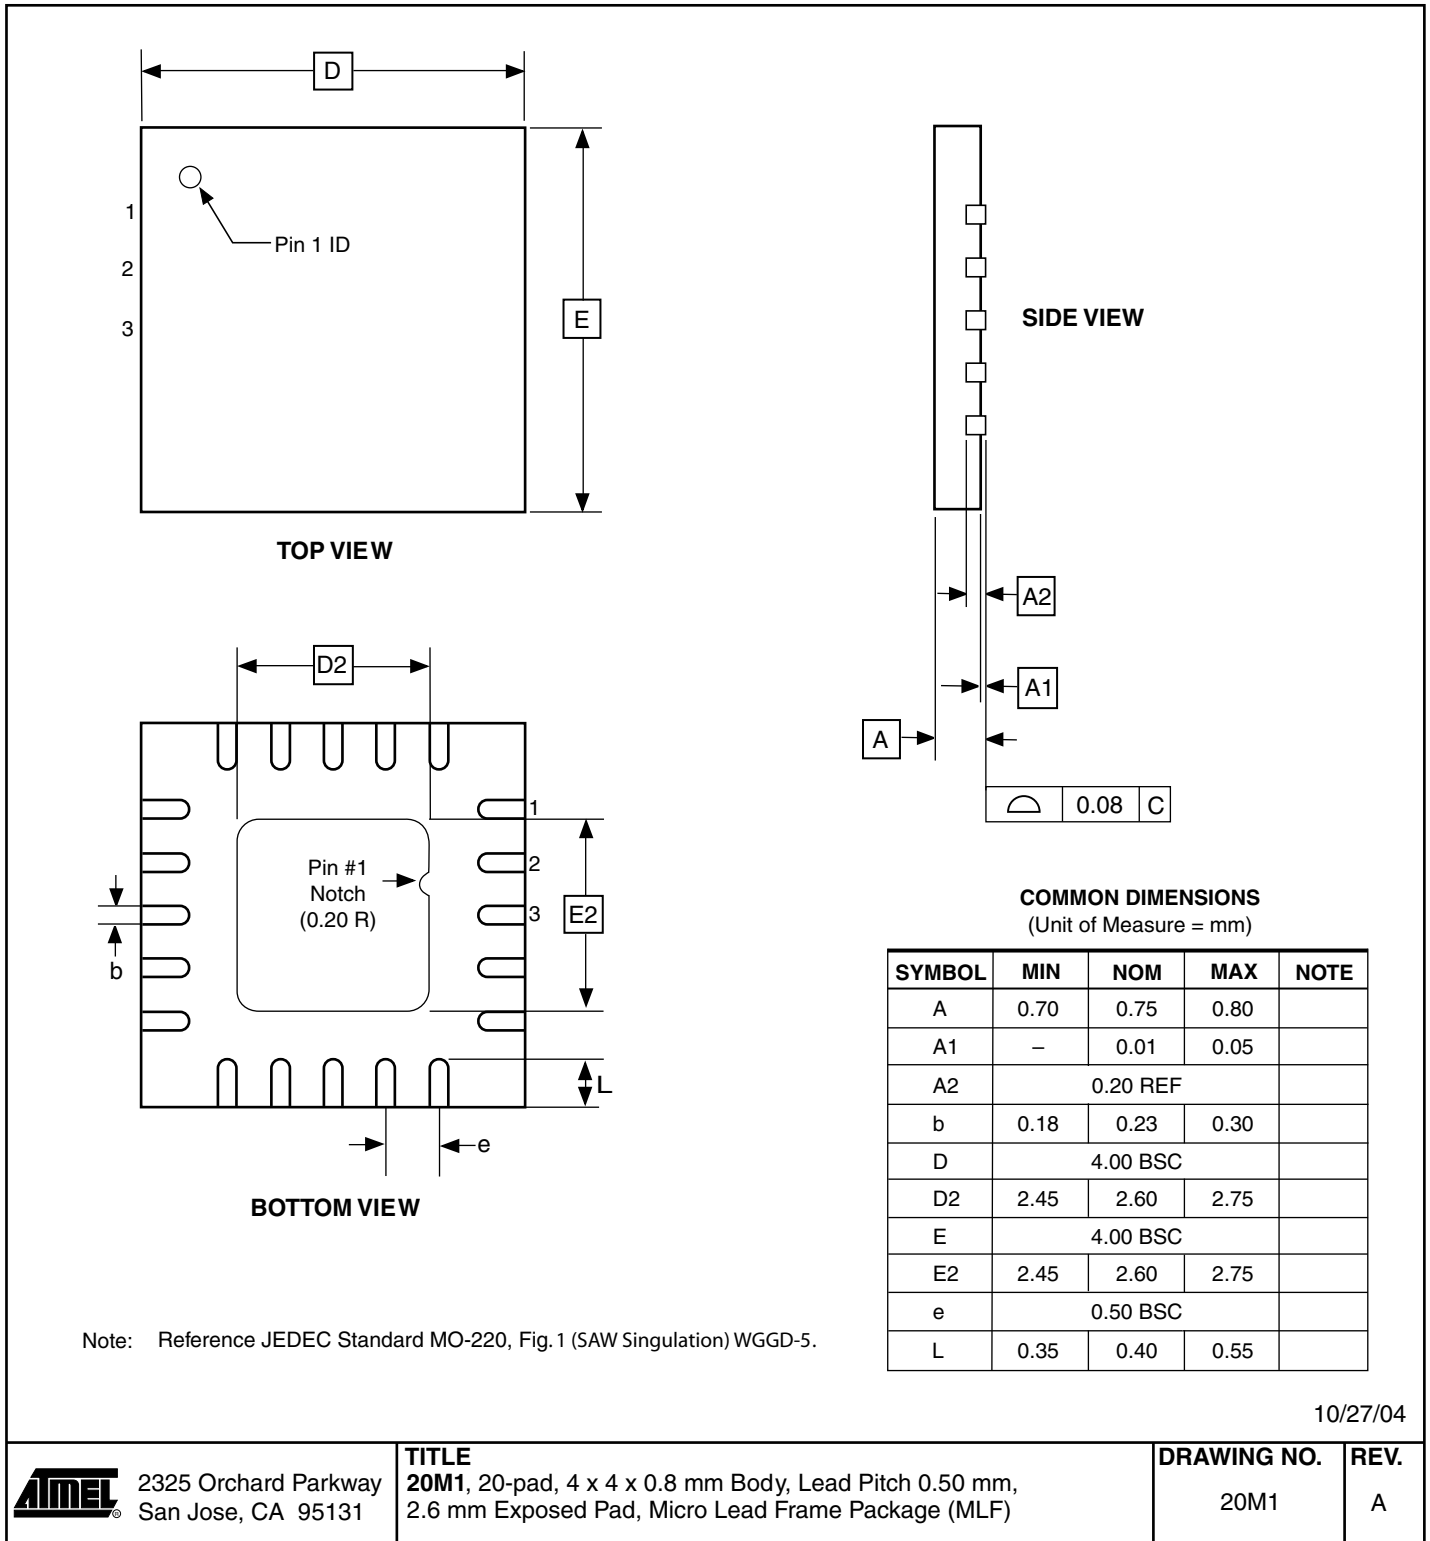 D
1
Pin 1 ID
2
3
E
SIDE VIEW
TOP VIEW
A2
D2
A1
A
0.08 C
1
Pin #1
Notch
(0.20 R)
2
3
E2
b
L
e
BOTTOM VIEW
COMMON DIMENSIONS
(Unit of Measure = mm)
SYMBOL MIN NOM MAX NOTE
A 0.70 0.75 0.80
A1 – 0.01 0.05
A2 0.20 REF
b 0.18 0.23 0.30
D 4.00 BSC
D2 2.45 2.60 2.75
E 4.00 BSC
E2 2.45 2.60 2.75
e 0.50 BSC
L 0.35 0.40 0.55
Note: Reference JEDEC Standard MO-220, Fig. 1 (SAW Singulation) WGGD-5.
10/27/04
ATMEL ®
2325 Orchard Parkway
San Jose, CA 95131
TITLE
20M1, 20-pad, 4 x 4 x 0.8 mm Body, Lead Pitch 0.50 mm,
2.6 mm Exposed Pad, Micro Lead Frame Package (MLF)
DRAWING NO.
20M1
REV.
A